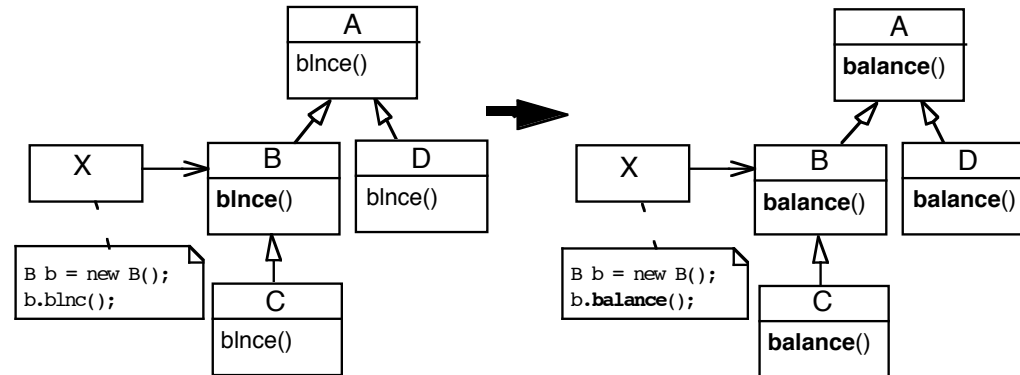 A
blnce()
X
B
blnce()
D
blnce()
B b = new B();
b.blnc();
C
blnce()
A
balance()
X
B
balance()
D
balance()
B b = new B();
b.balance();
C
balance()